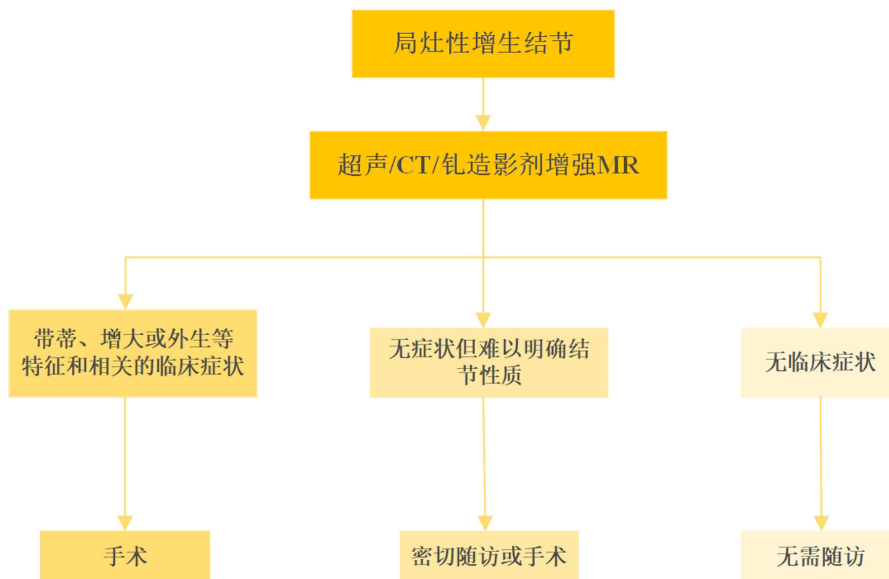 局灶性增生结节
超声/CT/钆造影剂增强MR
带蒂、增大或外生等
特征和相关的临床症状
无症状但难以明确结
节性质
无临床症状
手术
密切随访或手术
无需随访